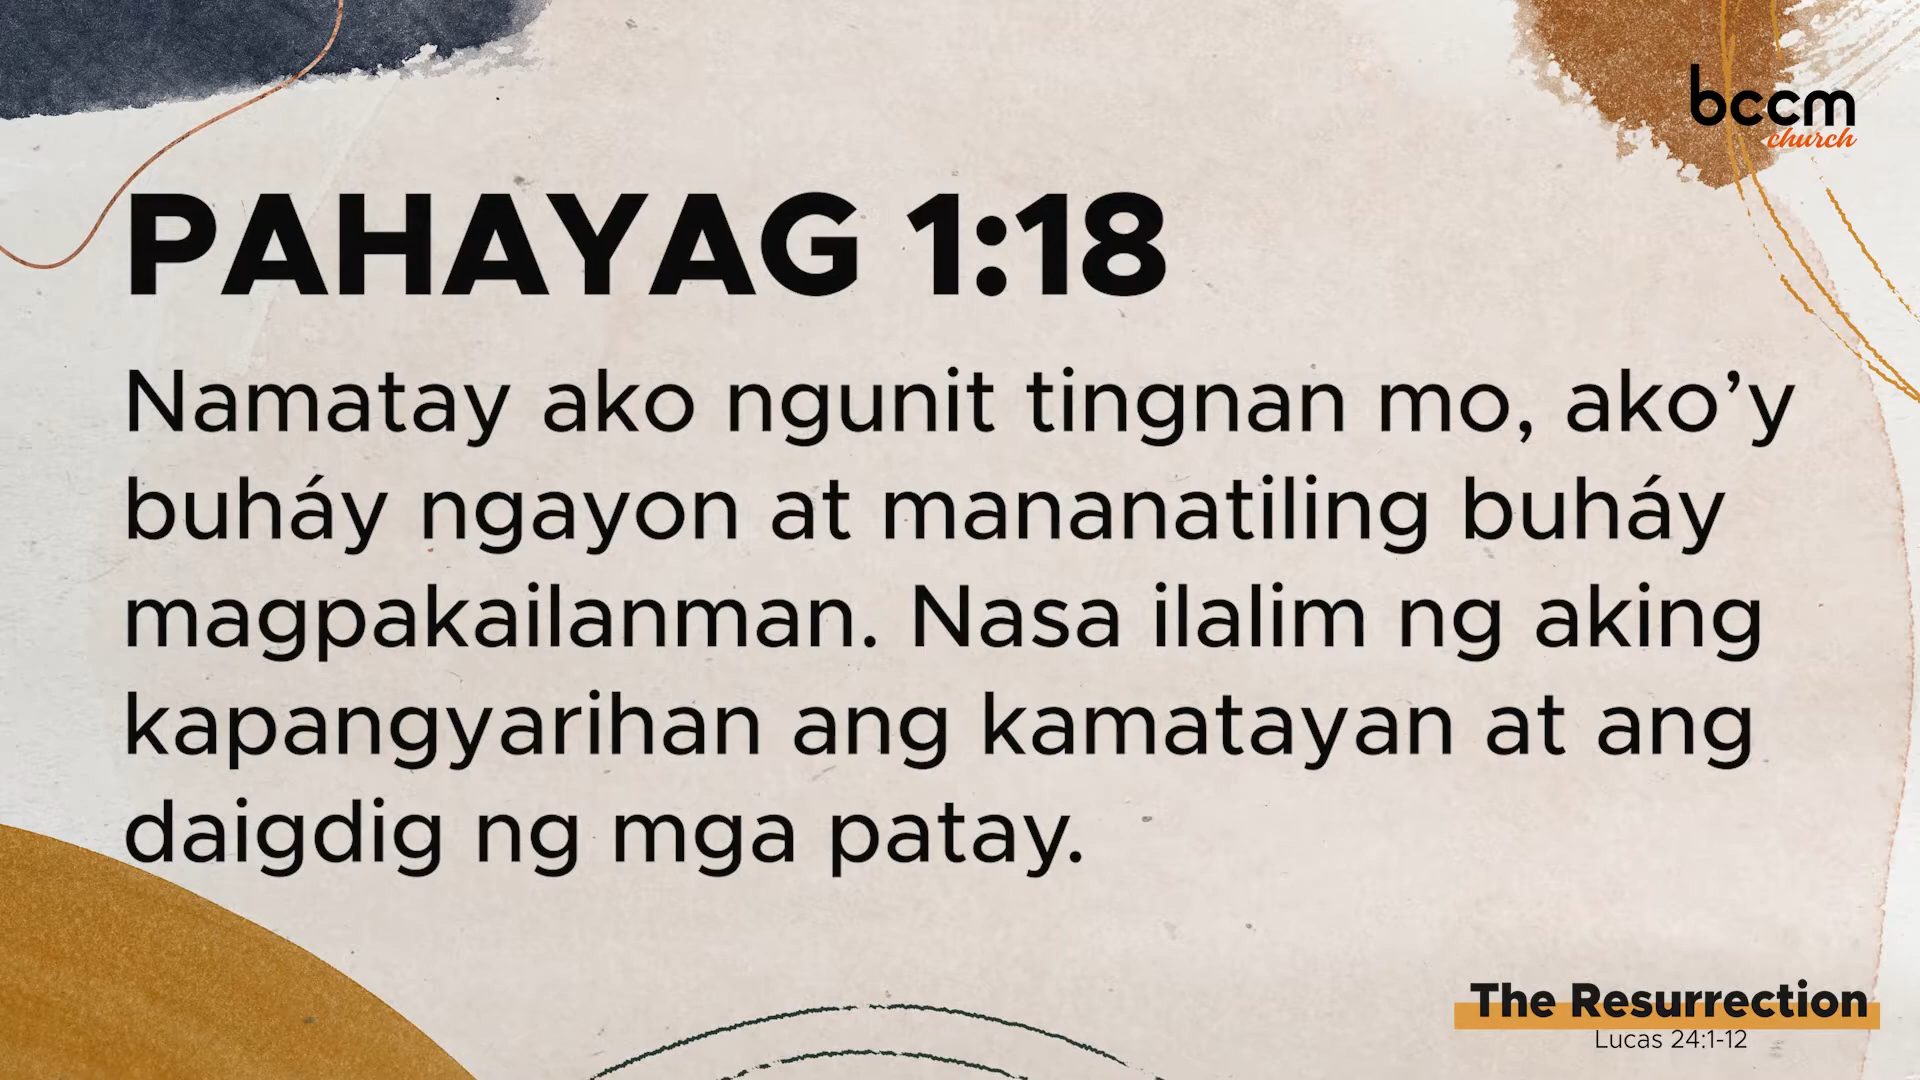 bccm
church
PAHAYAG 1:18
Namatay ako ngunit tingnan mo, ako’y
buháy ngayon at mananatiling buháy
magpakailanman. Nasa ilalim ng aking
kapangyarihan ang kamatayan at ang
daigdig ng mga patay.
The Resurrection
Lucas 24:1-12